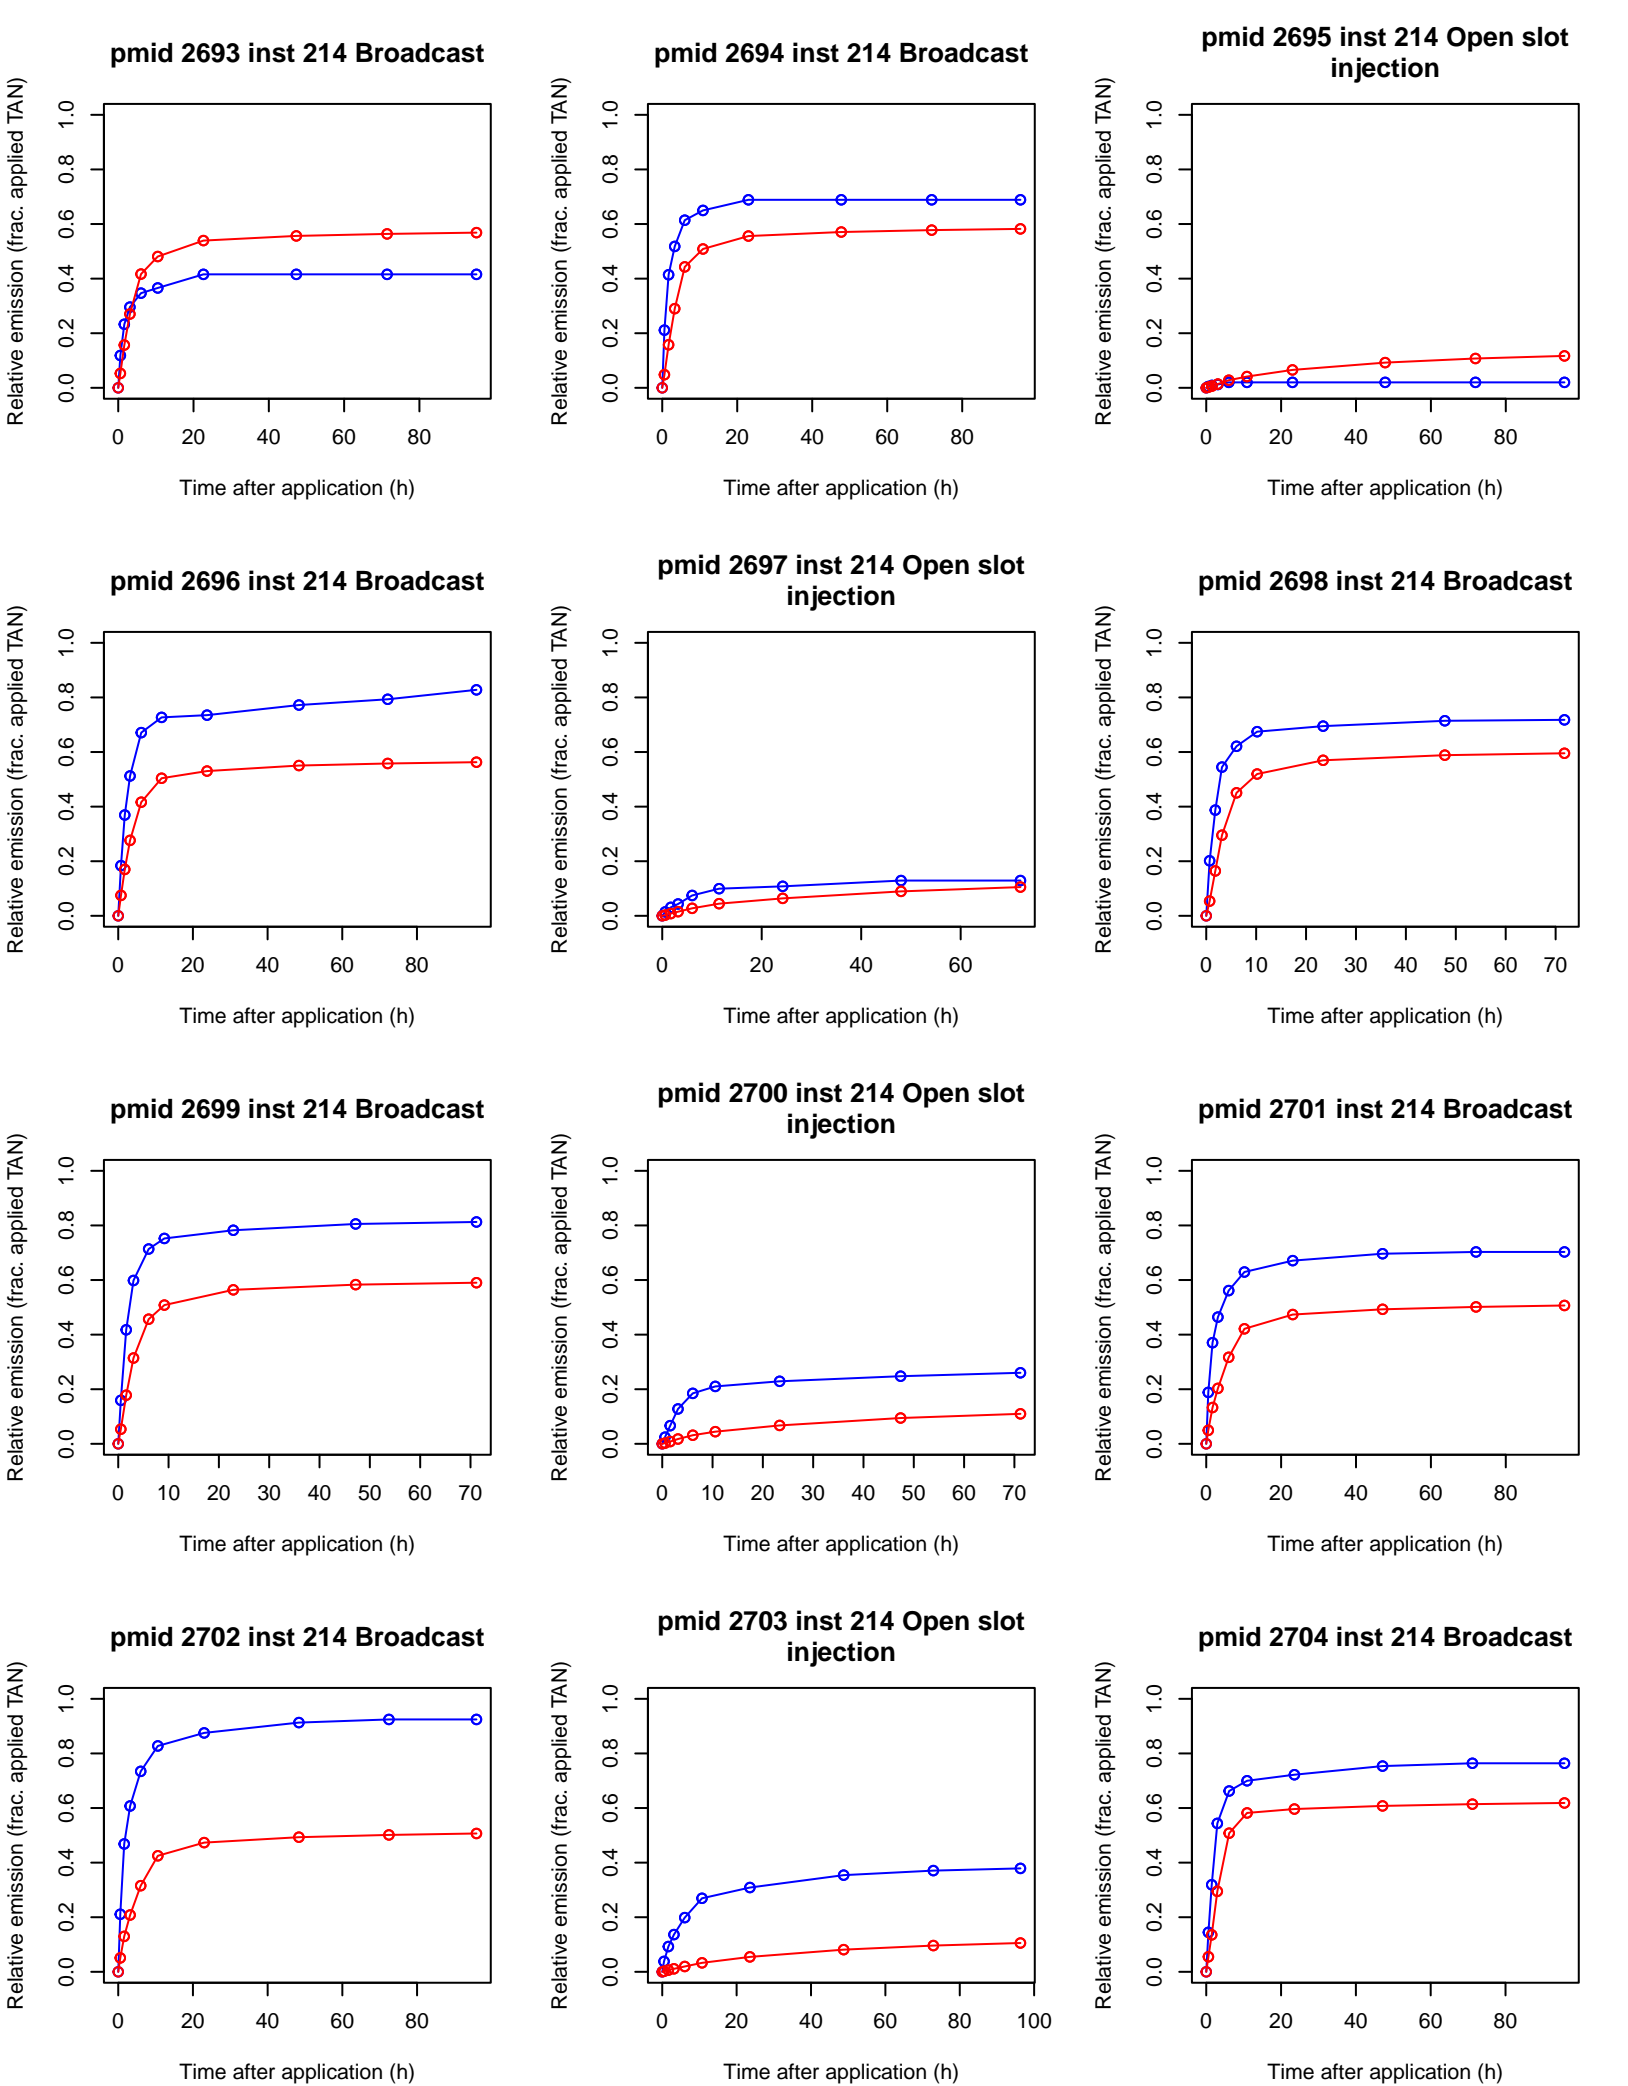 pmid 2693 inst 214 Broadcast
Relative emission (frac. applied TAN)
0.0 0.2 0.4 0.6 0.8 1.0
0 20 40 60 80
Time after application (h)
pmid 2694 inst 214 Broadcast
Relative emission (frac. applied TAN)
0.0 0.2 0.4 0.6 0.8 1.0
0 20 40 60 80
Time after application (h)
pmid 2695 inst 214 Open slot
injection
Relative emission (frac. applied TAN)
0.0 0.2 0.4 0.6 0.8 1.0
0 20 40 60 80
Time after application (h)
pmid 2696 inst 214 Broadcast
Relative emission (frac. applied TAN)
0.0 0.2 0.4 0.6 0.8 1.0
0 20 40 60 80
Time after application (h)
pmid 2697 inst 214 Open slot
injection
Relative emission (frac. applied TAN)
0.0 0.2 0.4 0.6 0.8 1.0
0 20 40 60
Time after application (h)
pmid 2698 inst 214 Broadcast
Relative emission (frac. applied TAN)
0.0 0.2 0.4 0.6 0.8 1.0
0 10 20 30 40 50 60 70
Time after application (h)
pmid 2699 inst 214 Broadcast
Relative emission (frac. applied TAN)
0.0 0.2 0.4 0.6 0.8 1.0
0 10 20 30 40 50 60 70
Time after application (h)
pmid 2700 inst 214 Open slot
injection
Relative emission (frac. applied TAN)
0.0 0.2 0.4 0.6 0.8 1.0
0 10 20 30 40 50 60 70
Time after application (h)
pmid 2701 inst 214 Broadcast
Relative emission (frac. applied TAN)
0.0 0.2 0.4 0.6 0.8 1.0
0 20 40 60 80
Time after application (h)
pmid 2702 inst 214 Broadcast
Relative emission (frac. applied TAN)
0.0 0.2 0.4 0.6 0.8 1.0
0 20 40 60 80
Time after application (h)
pmid 2703 inst 214 Open slot
injection
Relative emission (frac. applied TAN)
0.0 0.2 0.4 0.6 0.8 1.0
0 20 40 60 80 100
Time after application (h)
pmid 2704 inst 214 Broadcast
Relative emission (frac. applied TAN)
0.0 0.2 0.4 0.6 0.8 1.0
0 20 40 60 80
Time after application (h)